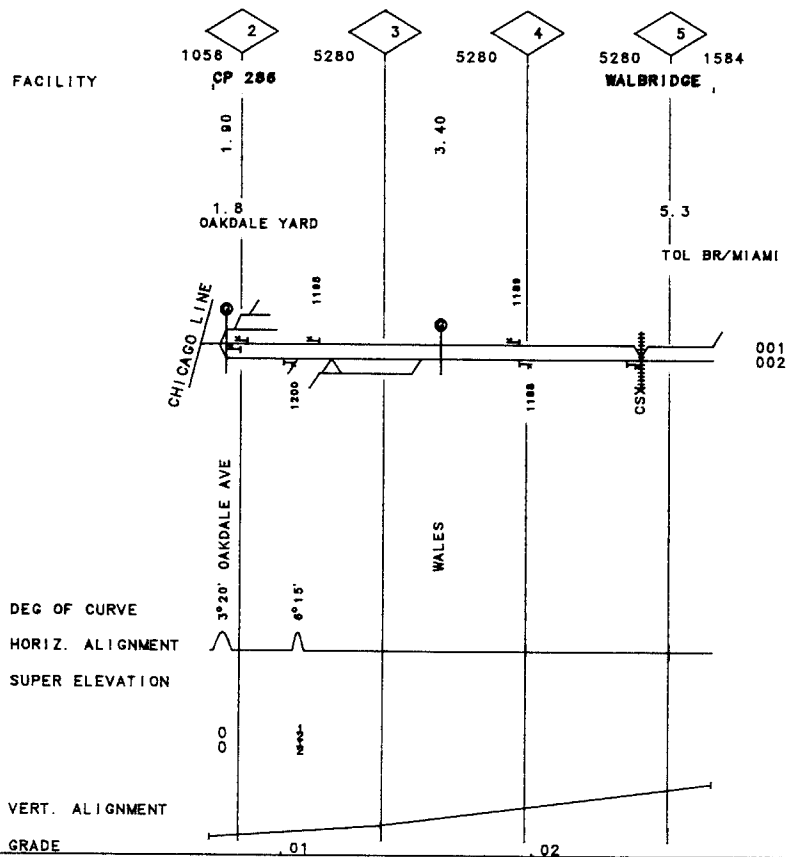 2 3 4 5
1056 5280 5280 5280 1584
FACILITY CP 286 WALBRIDGE
1.90 3.40
1.8 5.3
OAKDALE YARD
TOL BR/MIAMI
CHICAGO LINE
1195 1189
001
002
1200 1188 CSX
OAKDALE AVE WALES
DEG OF CURVE 3°20' 6°15'
HORIZ. ALIGNMENT
SUPER ELEVATION
0
0
VERT. ALIGNMENT
GRADE .01 .02